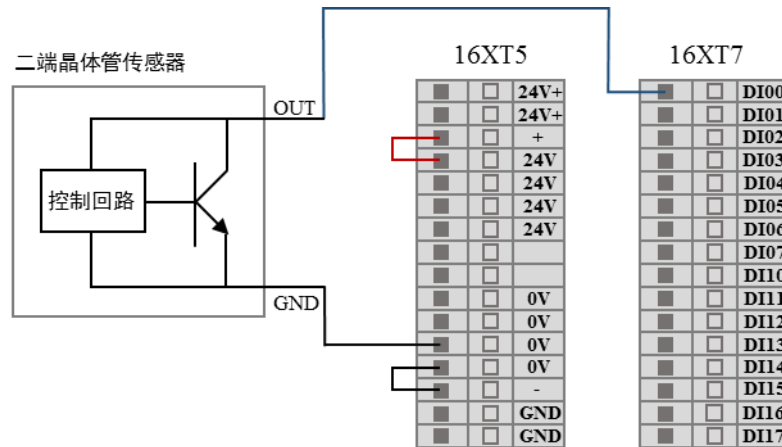 二端晶体管传感器
OUT
控制回路
GND
16XT5
24V+
24V+
+
24V
24V
24V
24V
0V
0V
0V
0V
-
GND
GND
16XT7
DI00
DI01
DI02
DI03
DI04
DI05
DI06
DI07
DI10
DI11
DI12
DI13
DI14
DI15
DI16
DI17